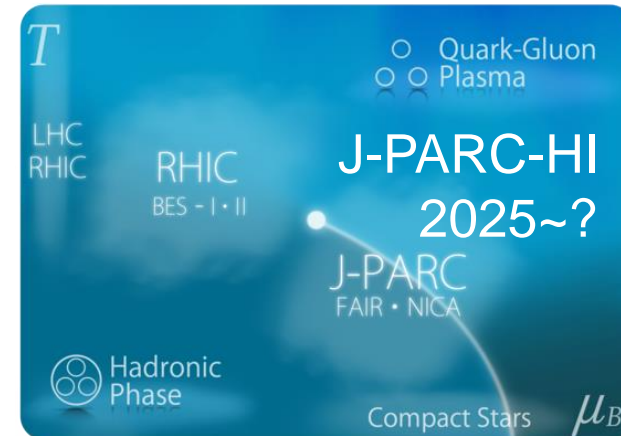 T
Quark-Gluon
Plasma
LHC
RHIC
RHIC
BES - I · II
J-PARC-HI
2025~?
J-PARC
FAIR · NICA
Hadronic
Phase
Compact Stars
μB